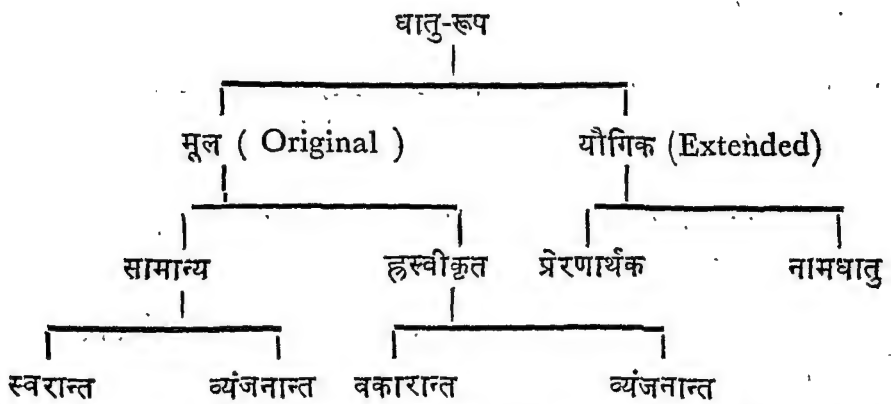 धातु-रूप
मूल ( Original ) यौगिक (Extended)
सामान्य ह्रस्वीकृत प्रेरणार्थक नामधातु
स्वरान्त व्यंजनान्त वकारान्त व्यंजनान्त